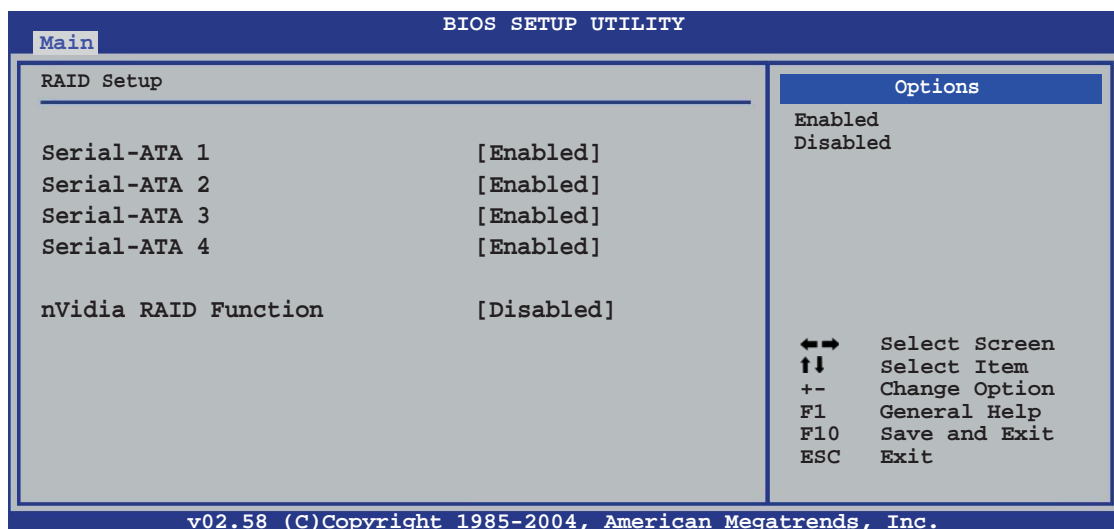 BIOS SETUP UTILITY
Main
RAID Setup
Serial-ATA 1 [Enabled]
Serial-ATA 2 [Enabled]
Serial-ATA 3 [Enabled]
Serial-ATA 4 [Enabled]
nVidia RAID Function [Disabled]
Options
Enabled
Disabled
←→ Select Screen
↑↓ Select Item
+- Change Option
F1 General Help
F10 Save and Exit
ESC Exit
v02.58 (C)Copyright 1985-2004, American Megatrends, Inc.